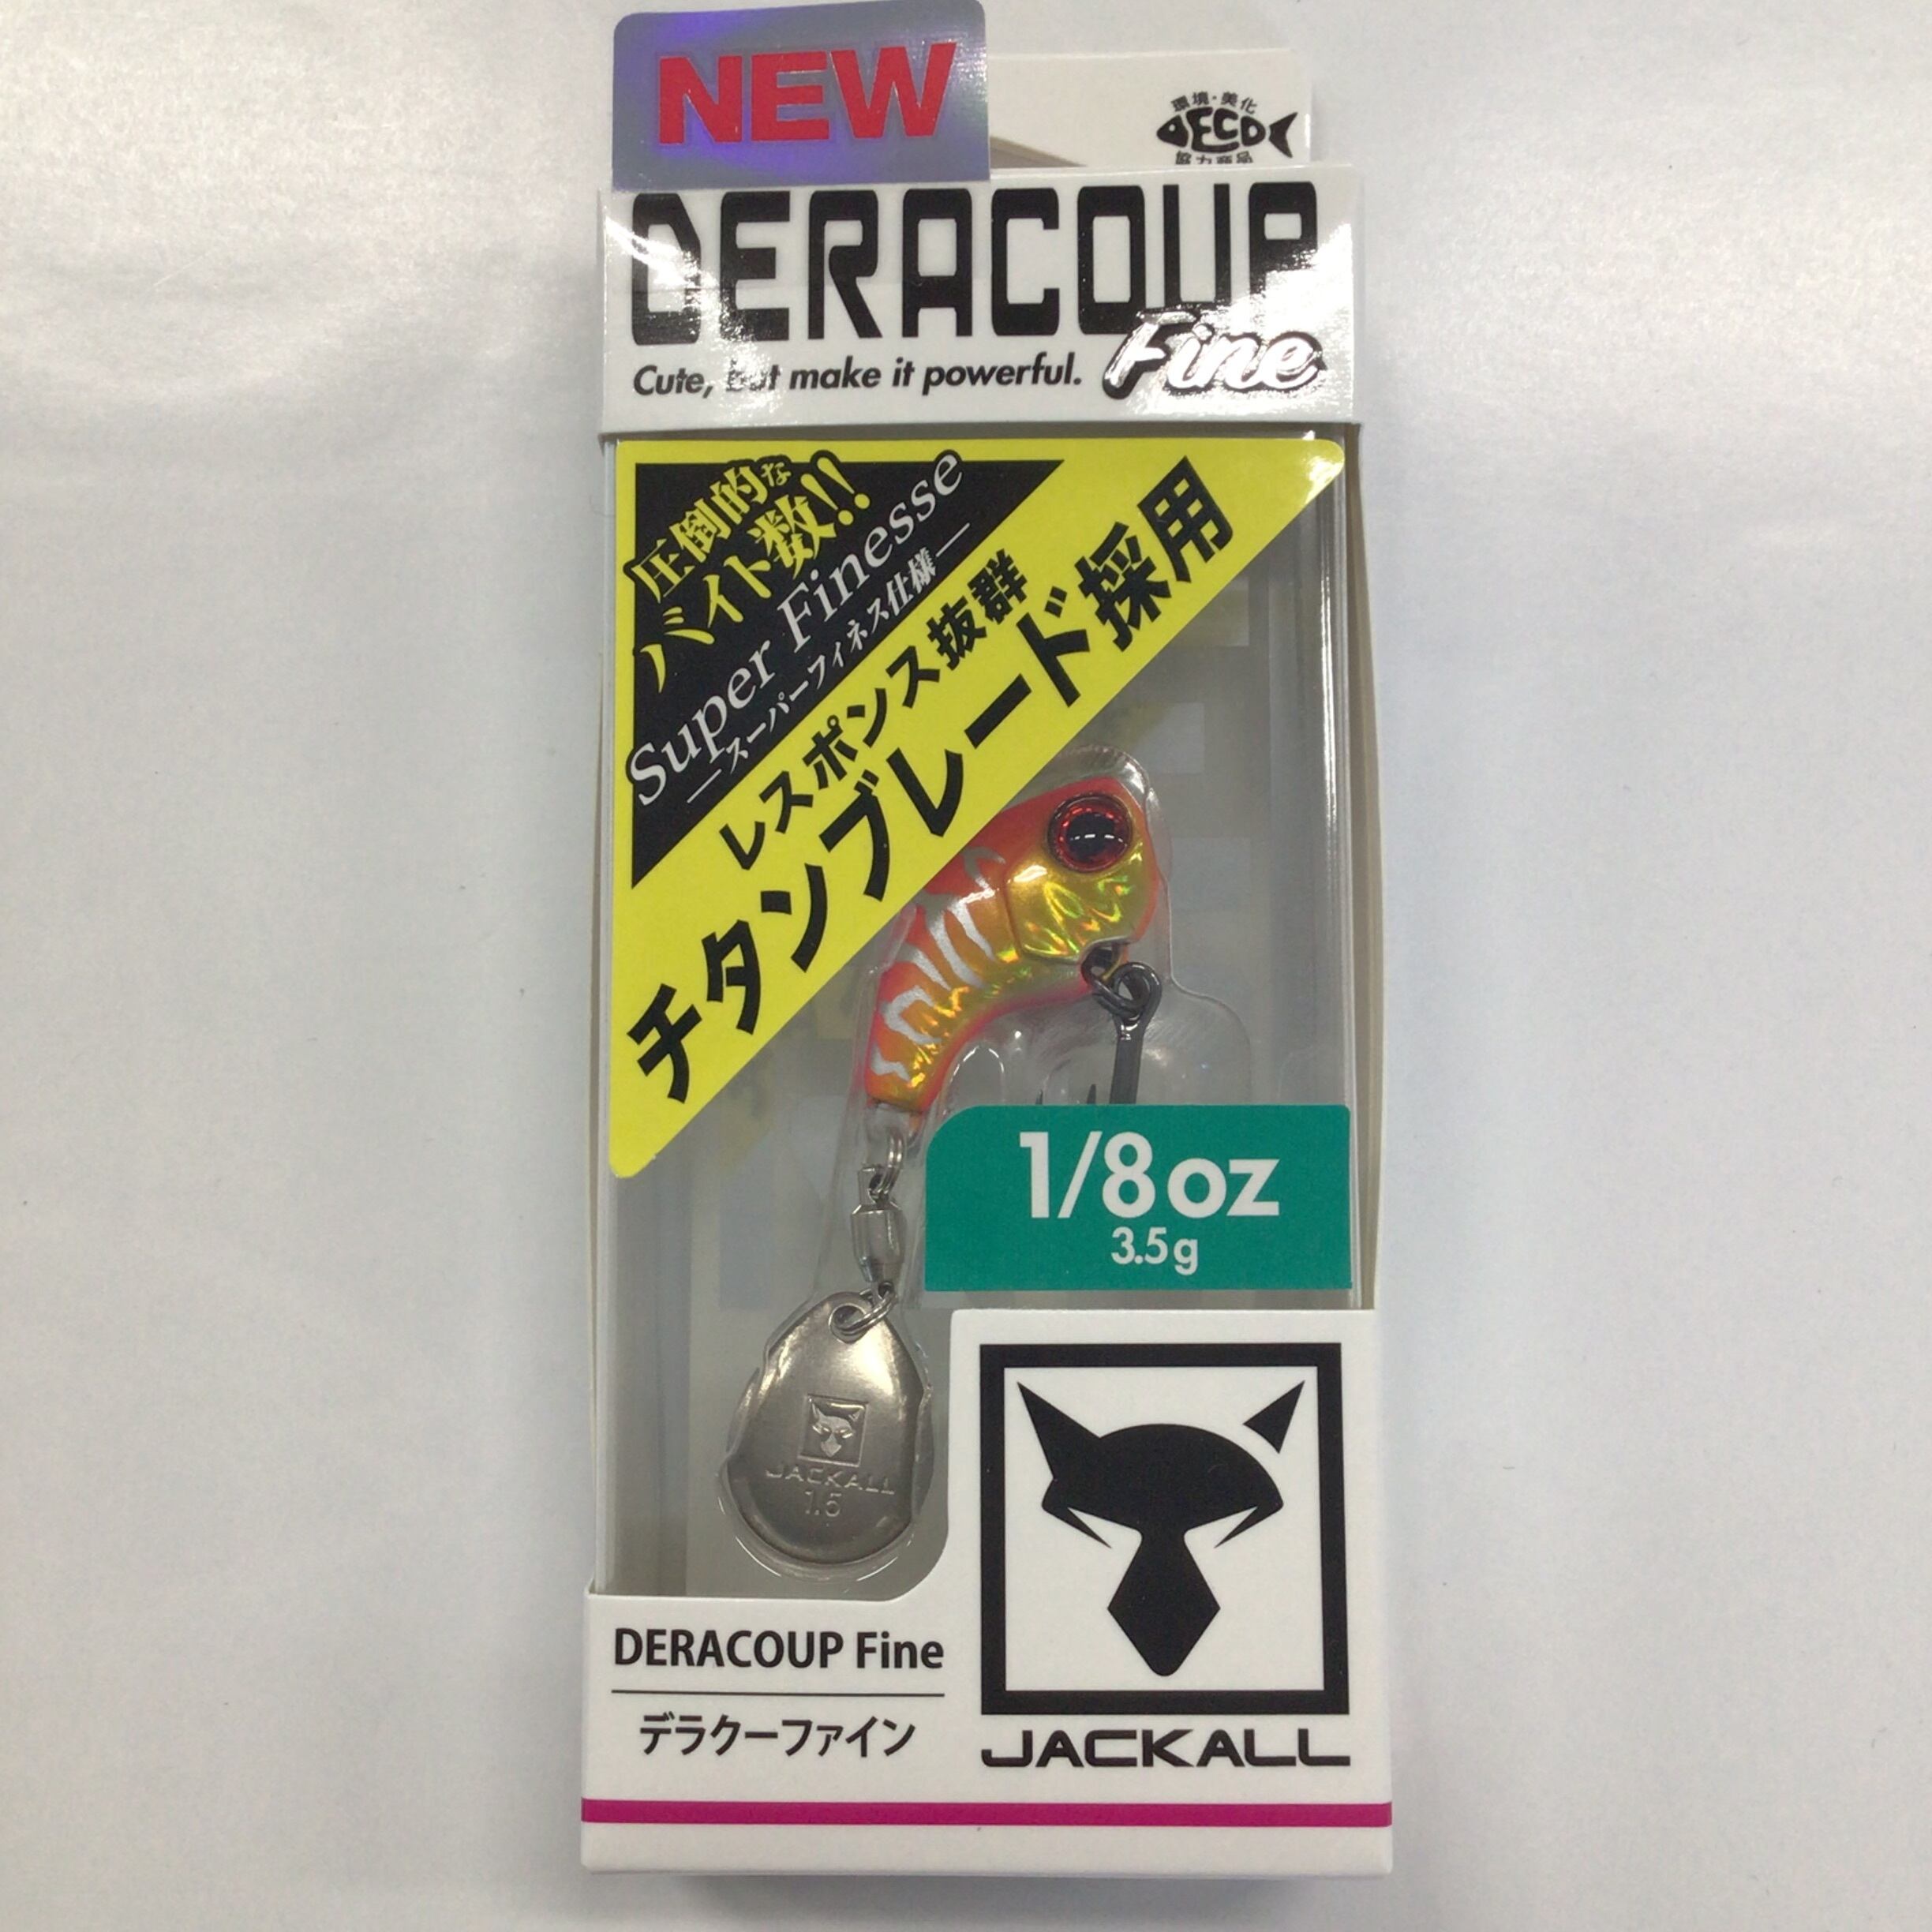 NEW
環境・美化
ECO
協力商品
DERACOUP
Fine
Cute, but make it powerful.
圧倒的な
バイト数!!
Super Finesse
―スーパーフィネス仕様―
レスポンス抜群
チタンブレード採用
1/8oz
3.5g
JACKALL
1.5
DERACOUP Fine
デラクーファイン
JACKALL